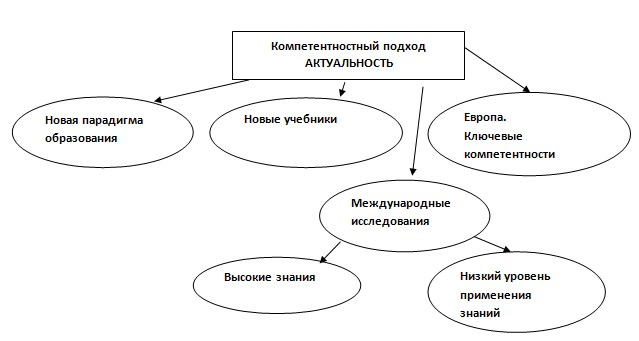 Компетентностный подход
АКТУАЛЬНОСТЬ
Новая парадигма
образования
Новые учебники
Европа.
Ключевые
компетентности
Международные
исследования
Высокие знания
Низкий уровень
применения
знаний